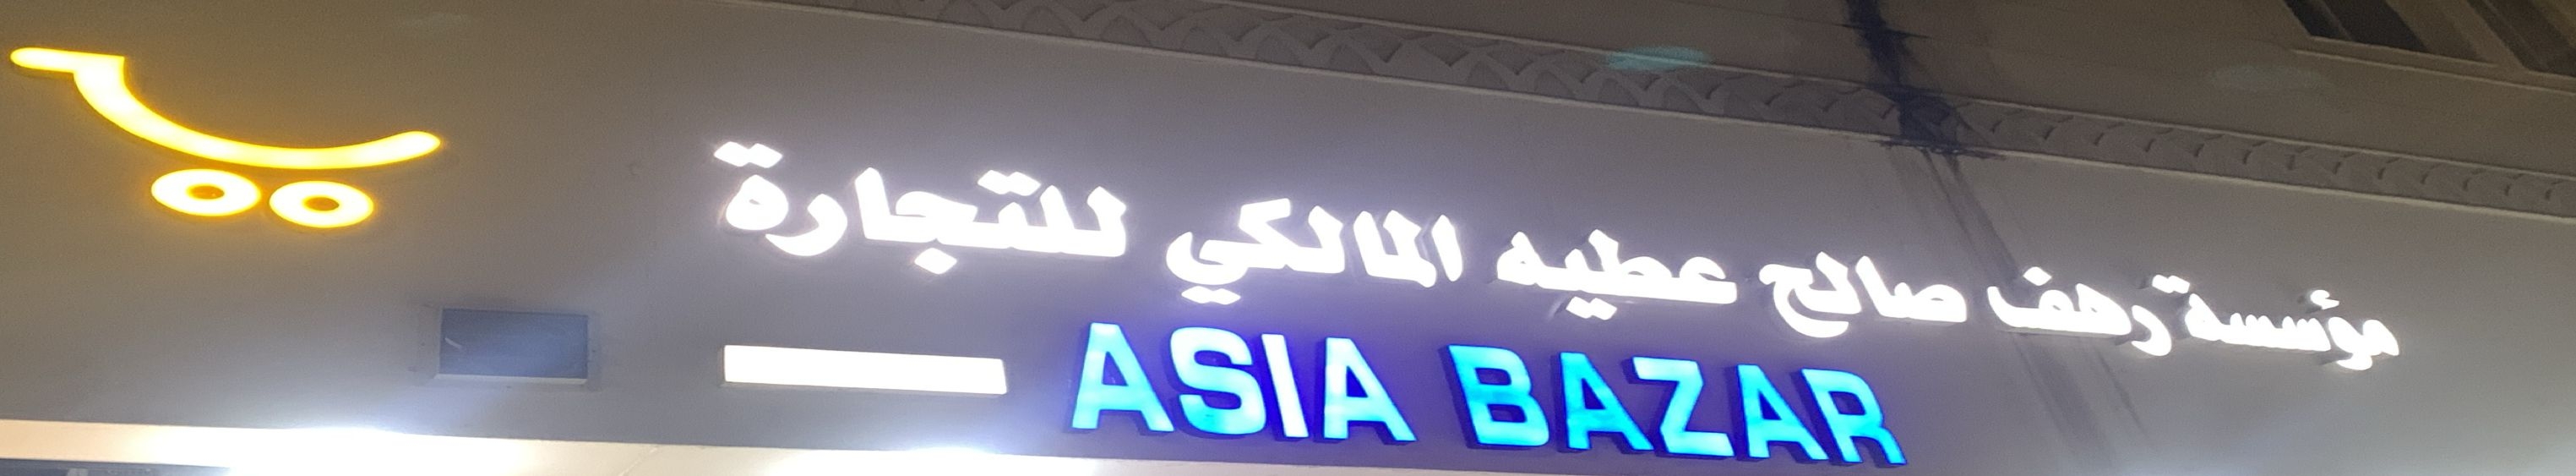 مؤسسة رهف صالح عطيه المالكي للتجارة
ASIA BAZAR